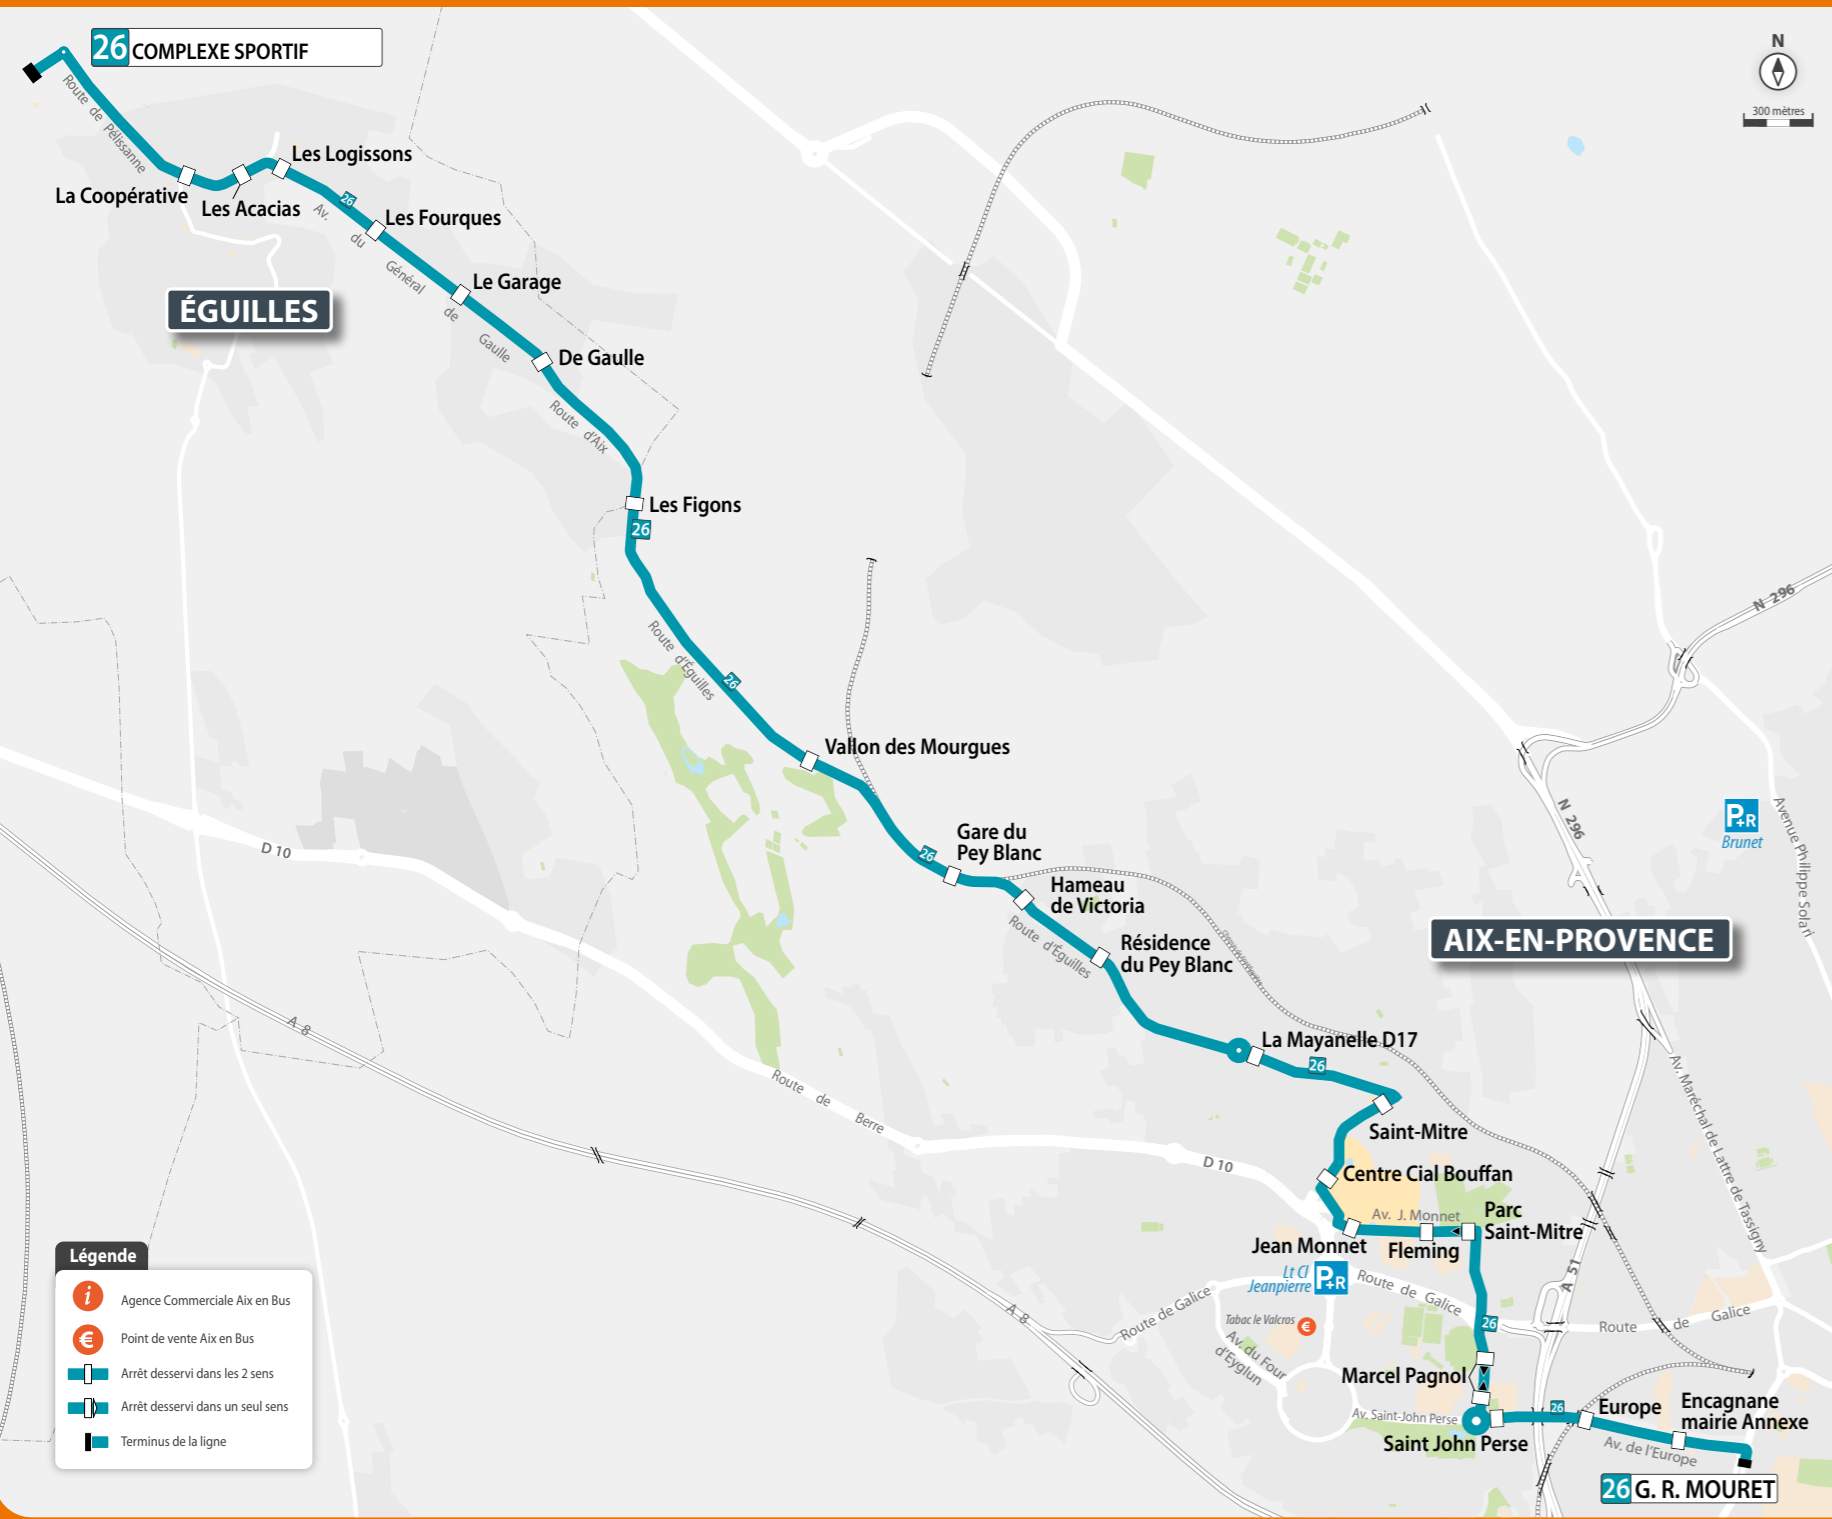 26 COMPLEXE SPORTIF
N
300 mètres
Route de Pélissanne
Les Logissons
La Coopérative
Les Acacias
26
Les Fourques
Av. du Général de Gaulle
Le Garage
ÉGUILLES
De Gaulle
Route d'Aix
Les Figons
26
N 296
Route d'Éguilles
26
Vallon des Mourgues
N 296
P+R
Brunet
Avenue Philippe Solari
D 10
Gare du
Pey Blanc
26
Hameau
de Victoria
Route d'Éguilles
Résidence
du Pey Blanc
AIX-EN-PROVENCE
A 8
La Mayanelle D17
26
Av. Maréchal de Lattre de Tassigny
Route de Berre
Saint-Mitre
D 10
Centre Cial Bouffan
Av. J. Monnet
Parc
Saint-Mitre
Jean Monnet
Fleming
Lt Cl
Jeanpierre
P+R
Route de Galice
A 51
A 8
Route de Galice
Tabac le Valcros
€
26
Route de Galice
Av. du Four
d'Eyglun
Marcel Pagnol
Av. Saint-John Perse
26
Europe
Encagnane
mairie Annexe
Saint John Perse
Av. de l'Europe
26 G. R. MOURET
Légende
i
Agence Commerciale Aix en Bus
€
Point de vente Aix en Bus
Arrêt desservi dans les 2 sens
Arrêt desservi dans un seul sens
Terminus de la ligne